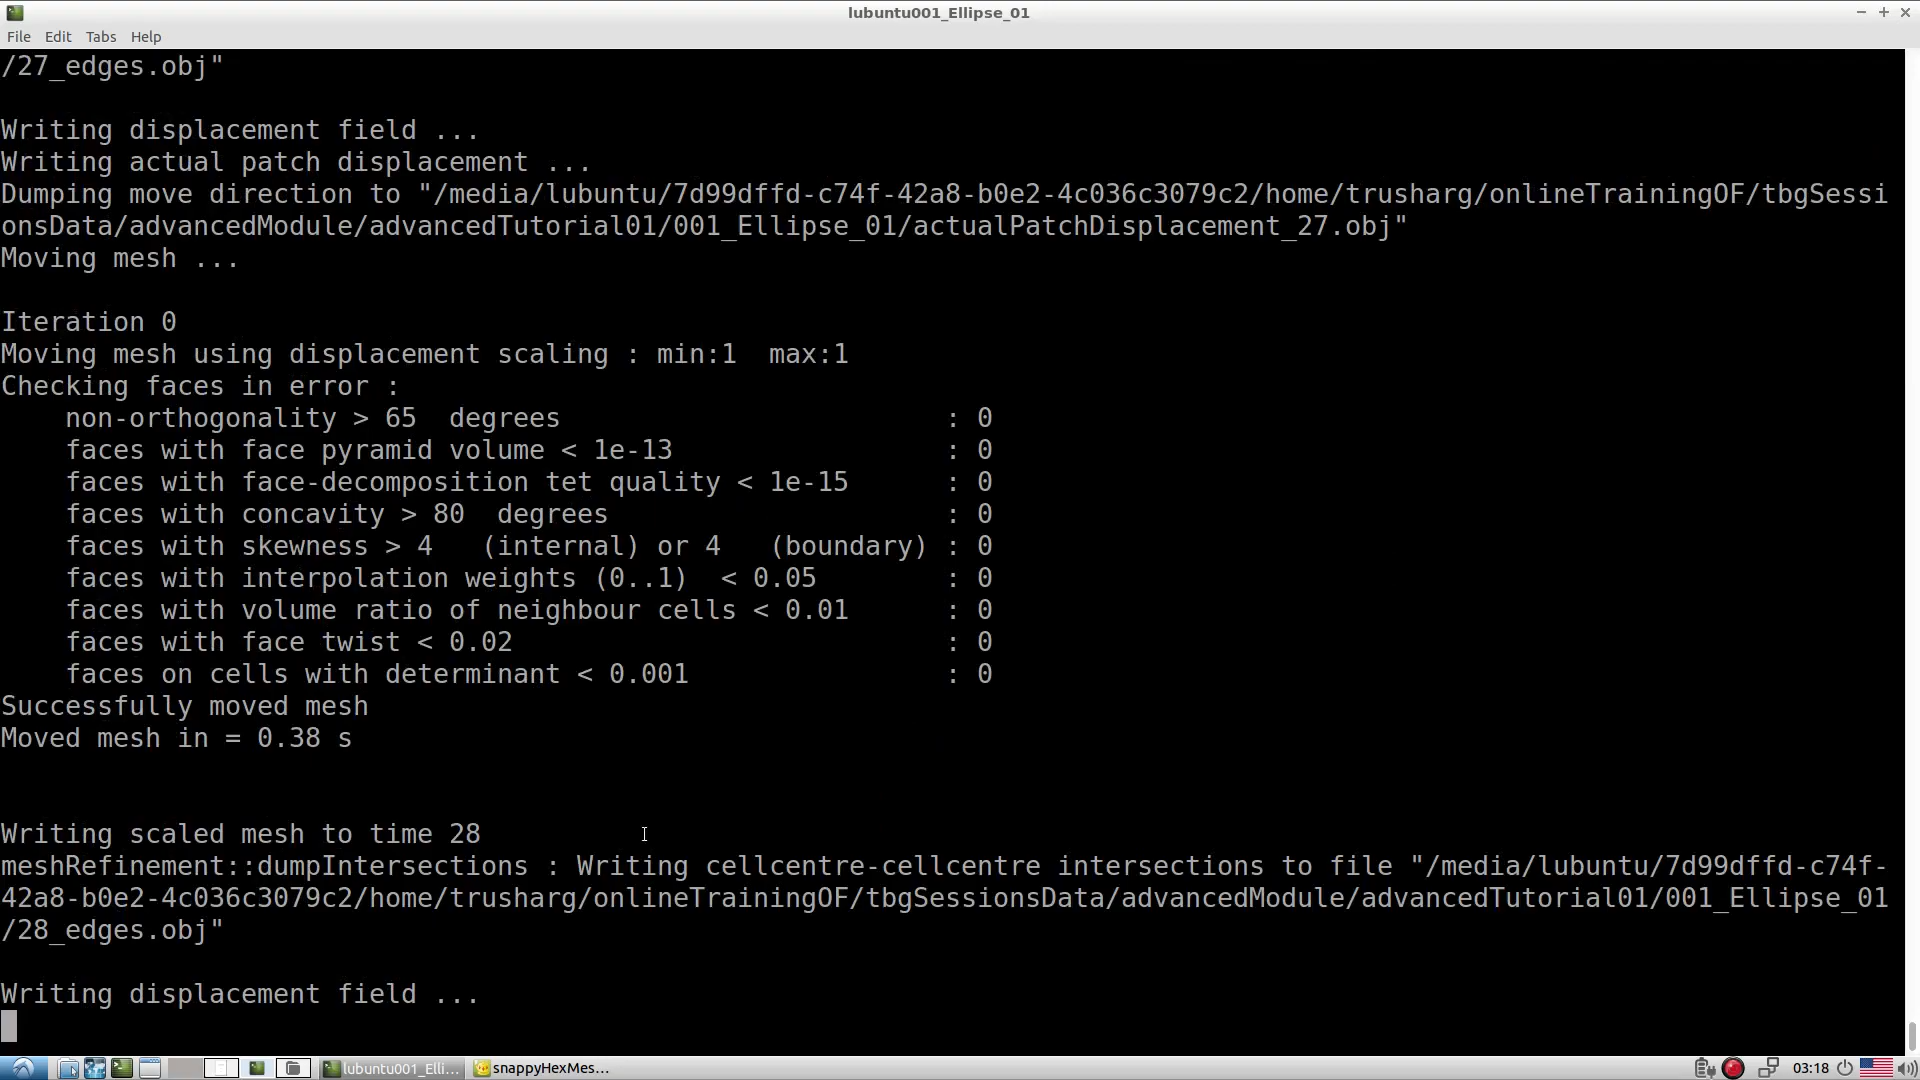 lubuntu001_Ellipse_01
File Edit Tabs Help
/27_edges.obj"
Writing displacement field ...
Writing actual patch displacement ...
Dumping move direction to "/media/lubuntu/7d99dffd-c74f-42a8-b0e2-4c036c3079c2/home/trusharg/onlineTrainingOF/tbgSessi
onsData/advancedModule/advancedTutorial01/001_Ellipse_01/actualPatchDisplacement_27.obj"
Moving mesh ...
Iteration 0
Moving mesh using displacement scaling : min:1  max:1
Checking faces in error :
    non-orthogonality > 65  degrees                        : 0
    faces with face pyramid volume < 1e-13                 : 0
    faces with face-decomposition tet quality < 1e-15      : 0
    faces with concavity > 80  degrees                     : 0
    faces with skewness > 4   (internal) or 4   (boundary) : 0
    faces with interpolation weights (0..1)  < 0.05        : 0
    faces with volume ratio of neighbour cells < 0.01      : 0
    faces with face twist < 0.02                           : 0
    faces on cells with determinant < 0.001                : 0
Successfully moved mesh
Moved mesh in = 0.38 s
Writing scaled mesh to time 28
meshRefinement::dumpIntersections : Writing cellcentre-cellcentre intersections to file "/media/lubuntu/7d99dffd-c74f-
42a8-b0e2-4c036c3079c2/home/trusharg/onlineTrainingOF/tbgSessionsData/advancedModule/advancedTutorial01/001_Ellipse_01
/28_edges.obj"
Writing displacement field ...
lubuntu001_Elli... snappyHexMes... 03:18